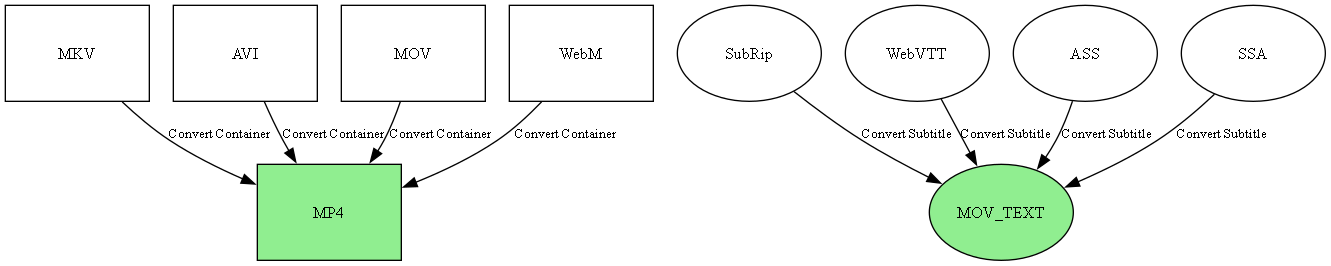 MKV
AVI
MOV
WebM
SubRip
WebVTT
ASS
SSA
Convert Container
Convert Container
Convert Container
Convert Container
Convert Subtitle
Convert Subtitle
Convert Subtitle
Convert Subtitle
MP4
MOV_TEXT